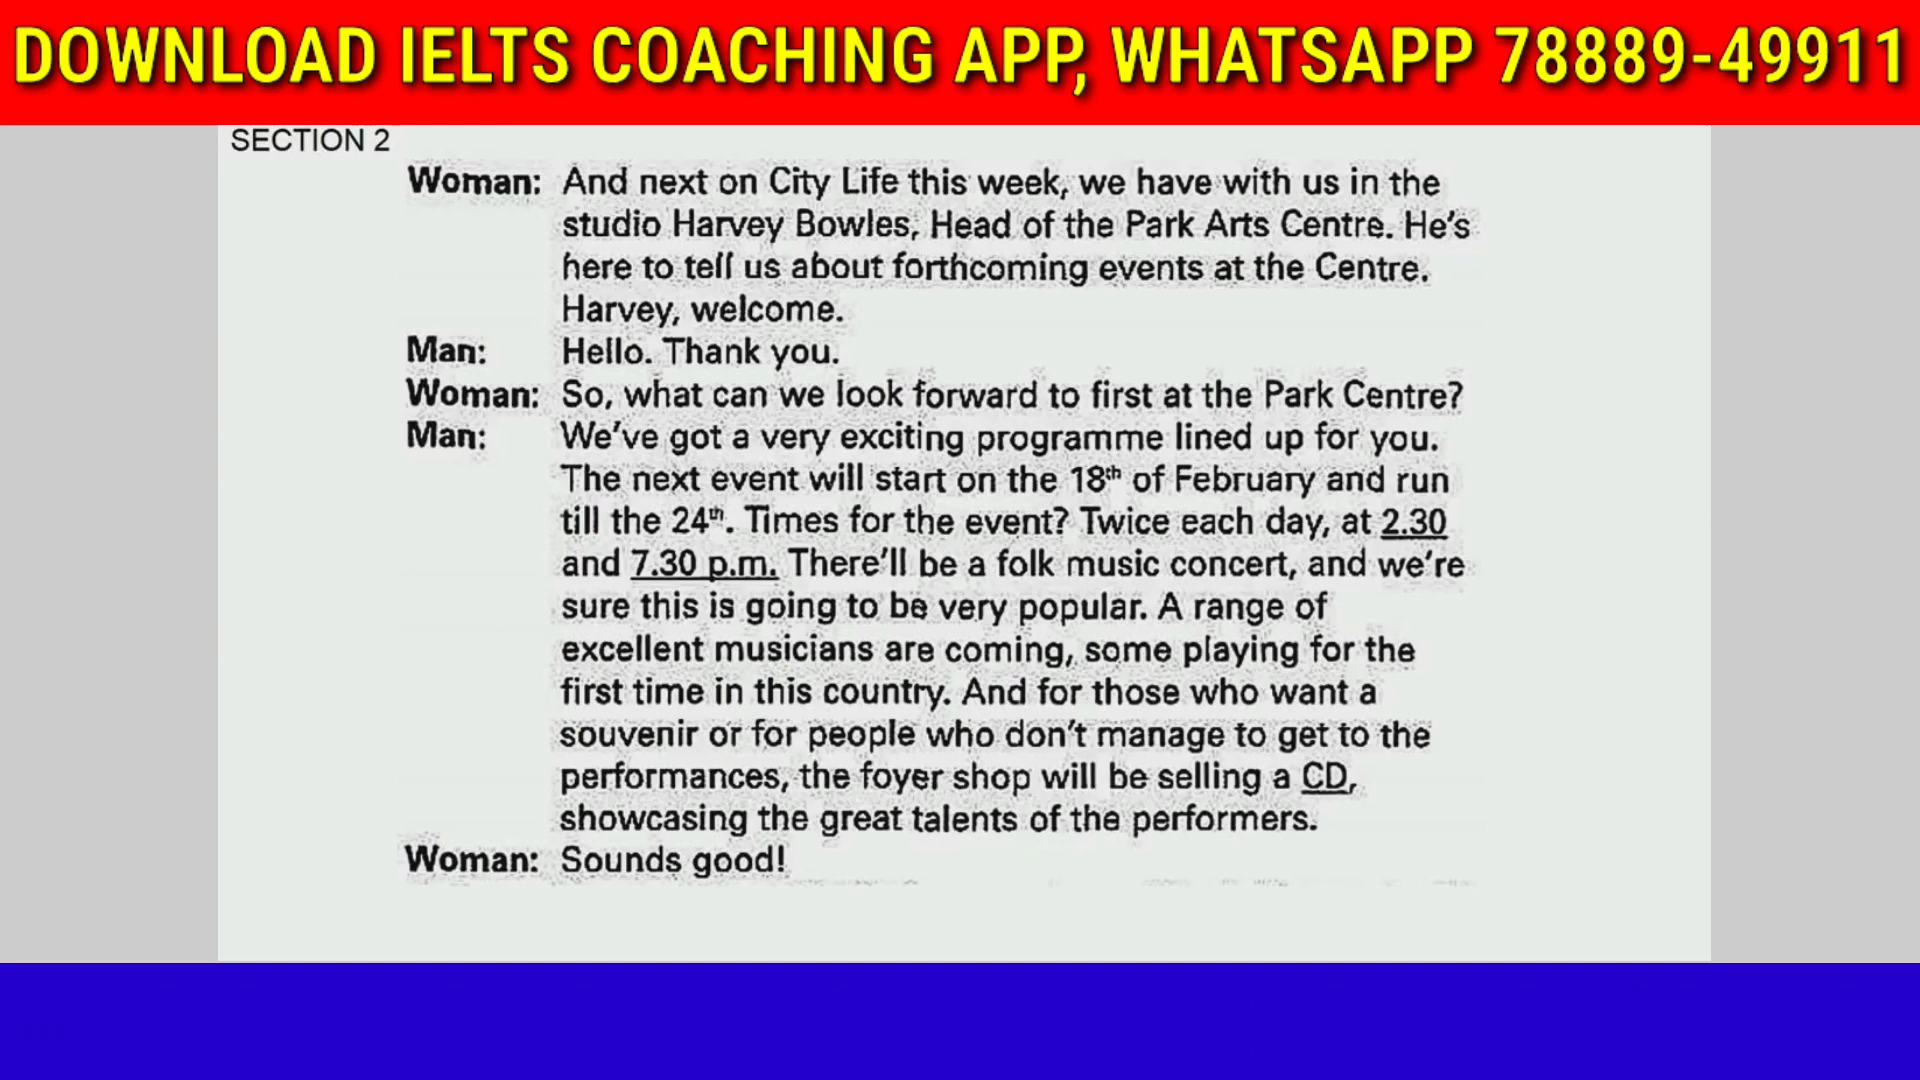 DOWNLOAD IELTS COACHING APP, WHATSAPP 78889-49911
SECTION 2
Woman: And next on City Life this week, we have with us in the
studio Harvey Bowles, Head of the Park Arts Centre. He's
here to tell us about forthcoming events at the Centre.
Harvey, welcome.
Man: Hello. Thank you.
Woman: So, what can we look forward to first at the Park Centre?
Man: We've got a very exciting programme lined up for you.
The next event will start on the 18th of February and run
till the 24th. Times for the event? Twice each day, at 2.30
and 7.30 p.m. There'll be a folk music concert, and we're
sure this is going to be very popular. A range of
excellent musicians are coming, some playing for the
first time in this country. And for those who want a
souvenir or for people who don't manage to get to the
performances, the foyer shop will be selling a CD,
showcasing the great talents of the performers.
Woman: Sounds good!